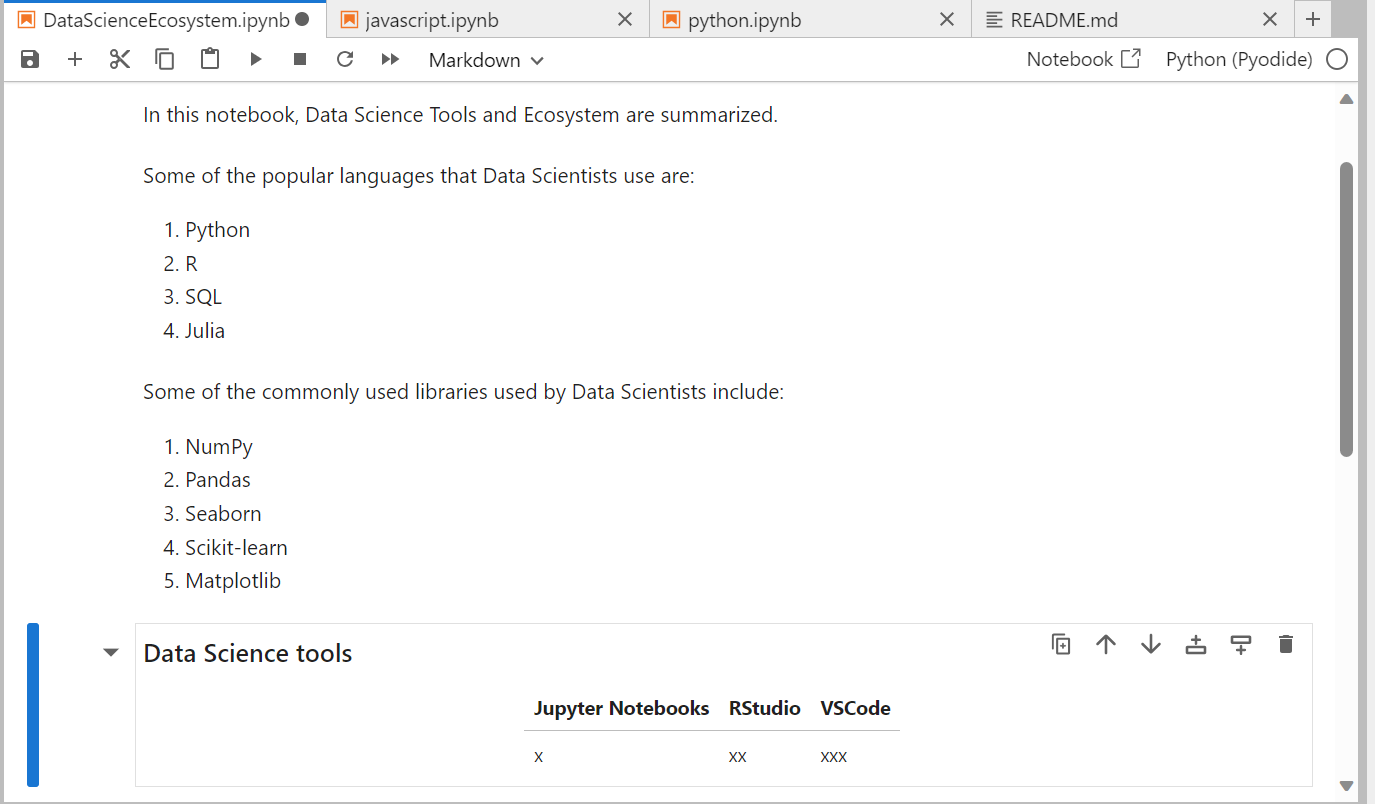 DataScienceEcosystem.ipynb javascript.ipynb python.ipynb README.md
Markdown Notebook Python (Pyodide)
In this notebook, Data Science Tools and Ecosystem are summarized.
Some of the popular languages that Data Scientists use are:
1. Python
2. R
3. SQL
4. Julia
Some of the commonly used libraries used by Data Scientists include:
1. NumPy
2. Pandas
3. Seaborn
4. Scikit-learn
5. Matplotlib
Data Science tools
Jupyter Notebooks RStudio VSCode
x xx xxx